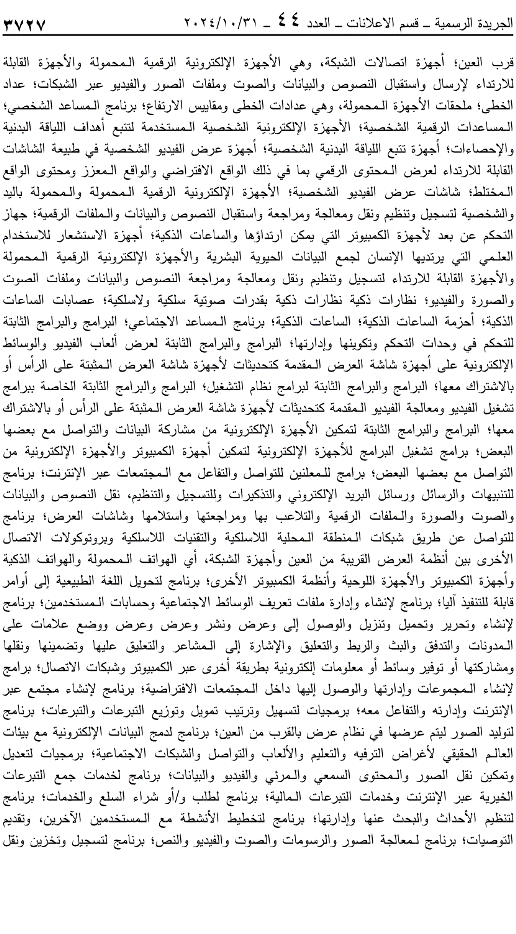 الجريدة الرسمية ــ قسم الاعلانات ــ العدد ٤٤ ــ ٢٠٢٤/١٠/٣١ ٣٧٢٧
قرب العين؛ أجهزة اتصالات الشبكة، وهي الأجهزة الإلكترونية الرقمية المحمولة والأجهزة القابلة
للارتداء لإرسال واستقبال النصوص والبيانات والصوت وملفات الصور والفيديو عبر الشبكات؛ عداد
الخطى؛ ملحقات الأجهزة المحمولة، وهي عدادات الخطى ومقاييس الارتفاع؛ برنامج المساعد الشخصي؛
المساعدات الرقمية الشخصية؛ الأجهزة الإلكترونية الشخصية المستخدمة لتتبع أهداف اللياقة البدنية
والإحصاءات؛ أجهزة تتبع اللياقة البدنية الشخصية؛ أجهزة عرض الفيديو الشخصية في طبيعة الشاشات
القابلة للارتداء لعرض المحتوى الرقمي بما في ذلك الواقع الافتراضي والواقع المعزز ومحتوى الواقع
المختلط؛ شاشات عرض الفيديو الشخصية؛ الأجهزة الإلكترونية الرقمية المحمولة والمحمولة باليد
والشخصية لتسجيل وتنظيم ونقل ومعالجة ومراجعة واستقبال النصوص والبيانات والملفات الرقمية؛ جهاز
التحكم عن بعد لأجهزة الكمبيوتر التي يمكن ارتداؤها والساعات الذكية؛ أجهزة الاستشعار للاستخدام
العلمي التي يرتديها الإنسان لجمع البيانات الحيوية البشرية والأجهزة الإلكترونية الرقمية المحمولة
والأجهزة القابلة للارتداء لتسجيل وتنظيم ونقل ومعالجة ومراجعة النصوص والبيانات وملفات الصوت
والصورة والفيديو؛ نظارات ذكية نظارات ذكية بقدرات صوتية سلكية ولاسلكية؛ عصابات الساعات
الذكية؛ أحزمة الساعات الذكية؛ الساعات الذكية؛ برنامج المساعد الاجتماعي؛ البرامج والبرامج الثابتة
للتحكم في وحدات التحكم وتكوينها وإدارتها؛ البرامج والبرامج الثابتة لعرض ألعاب الفيديو والوسائط
الإلكترونية على أجهزة شاشة العرض المقدمة كتحديثات لأجهزة شاشة العرض المثبتة على الرأس أو
بالاشتراك معها؛ البرامج والبرامج الثابتة لبرامج نظام التشغيل؛ البرامج والبرامج الثابتة الخاصة ببرامج
تشغيل الفيديو ومعالجة الفيديو المقدمة كتحديثات لأجهزة شاشة العرض المثبتة على الرأس أو بالاشتراك
معها؛ البرامج والبرامج الثابتة لتمكين الأجهزة الإلكترونية من مشاركة البيانات والتواصل مع بعضها
البعض؛ برامج تشغيل البرامج للأجهزة الإلكترونية لتمكين أجهزة الكمبيوتر والأجهزة الإلكترونية من
التواصل مع بعضها البعض؛ برامج للمعلنين للتواصل والتفاعل مع المجتمعات عبر الإنترنت؛ برنامج
للتنبيهات والرسائل ورسائل البريد الإلكتروني والتذكيرات وللتسجيل والتنظيم، نقل النصوص والبيانات
والصوت والصورة والملفات الرقمية والتلاعب بها ومراجعتها واستلامها وشاشات العرض؛ برنامج
للتواصل عن طريق شبكات المنطقة المحلية اللاسلكية والتقنيات اللاسلكية وبروتوكولات الاتصال
الأخرى بين أنظمة العرض القريبة من العين وأجهزة الشبكة، أي الهواتف المحمولة والهواتف الذكية
وأجهزة الكمبيوتر والأجهزة اللوحية وأنظمة الكمبيوتر الأخرى؛ برنامج لتحويل اللغة الطبيعية إلى أوامر
قابلة للتنفيذ آليا؛ برنامج لإنشاء وإدارة ملفات تعريف الوسائط الاجتماعية وحسابات المستخدمين؛ برنامج
لإنشاء وتحرير وتحميل وتنزيل والوصول إلى وعرض ونشر وعرض وعرض ووضع علامات على
المدونات والتدفق والبث والربط والتعليق والإشارة إلى المشاعر والتعليق عليها وتضمينها ونقلها
ومشاركتها أو توفير وسائط أو معلومات إلكترونية بطريقة أخرى عبر الكمبيوتر وشبكات الاتصال؛ برامج
لإنشاء المجموعات وإدارتها والوصول إليها داخل المجتمعات الافتراضية؛ برنامج لإنشاء مجتمع عبر
الإنترنت وإدارته والتفاعل معه؛ برمجيات لتسهيل وترتيب تمويل وتوزيع التبرعات والتبرعات؛ برنامج
لتوليد الصور ليتم عرضها في نظام عرض بالقرب من العين؛ برنامج لدمج البيانات الإلكترونية مع بيئات
العالم الحقيقي لأغراض الترفيه والتعليم والألعاب والتواصل والشبكات الاجتماعية؛ برمجيات لتعديل
وتمكين نقل الصور والمحتوى السمعي والمرئي والفيديو والبيانات؛ برنامج لخدمات جمع التبرعات
الخيرية عبر الإنترنت وخدمات التبرعات المالية؛ برنامج لطلب و/أو شراء السلع والخدمات؛ برنامج
لتنظيم الأحداث والبحث عنها وإدارتها؛ برنامج لتخطيط الأنشطة مع المستخدمين الآخرين، وتقديم
التوصيات؛ برنامج لمعالجة الصور والرسومات والصوت والفيديو والنص؛ برنامج لتسجيل وتخزين ونقل